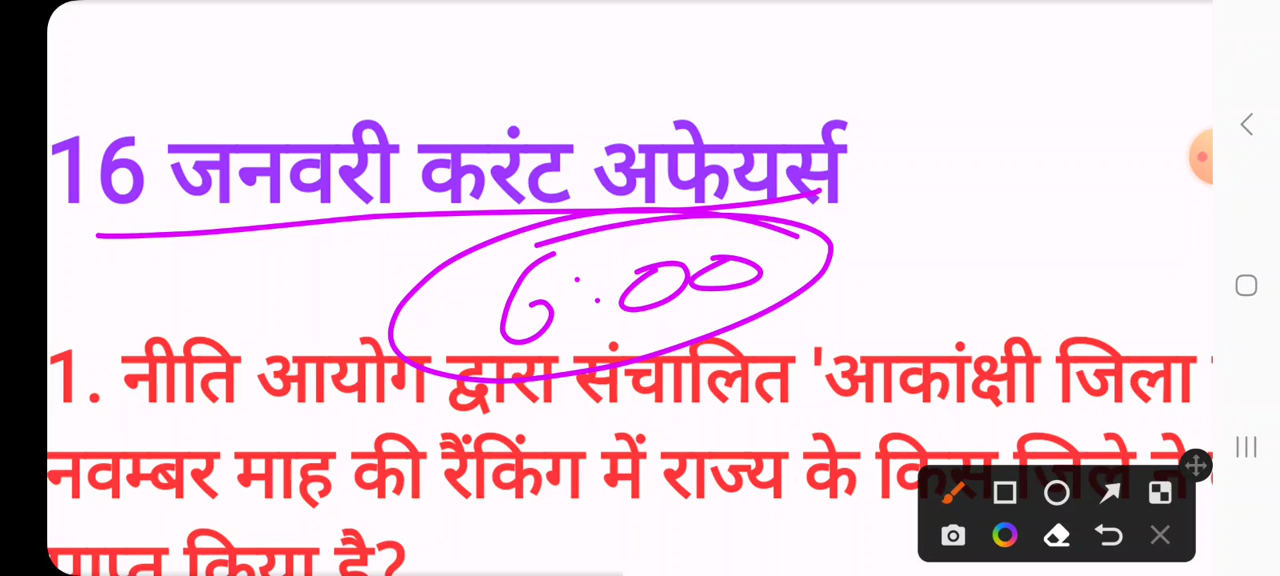 16 जनवरी करंट अफेयर्स
6:00
1. नीति आयोग द्वारा संचालित 'आकांक्षी जिला
नवम्बर माह की रैंकिंग में राज्य के किस जिले ने
प्राप्त किया है?